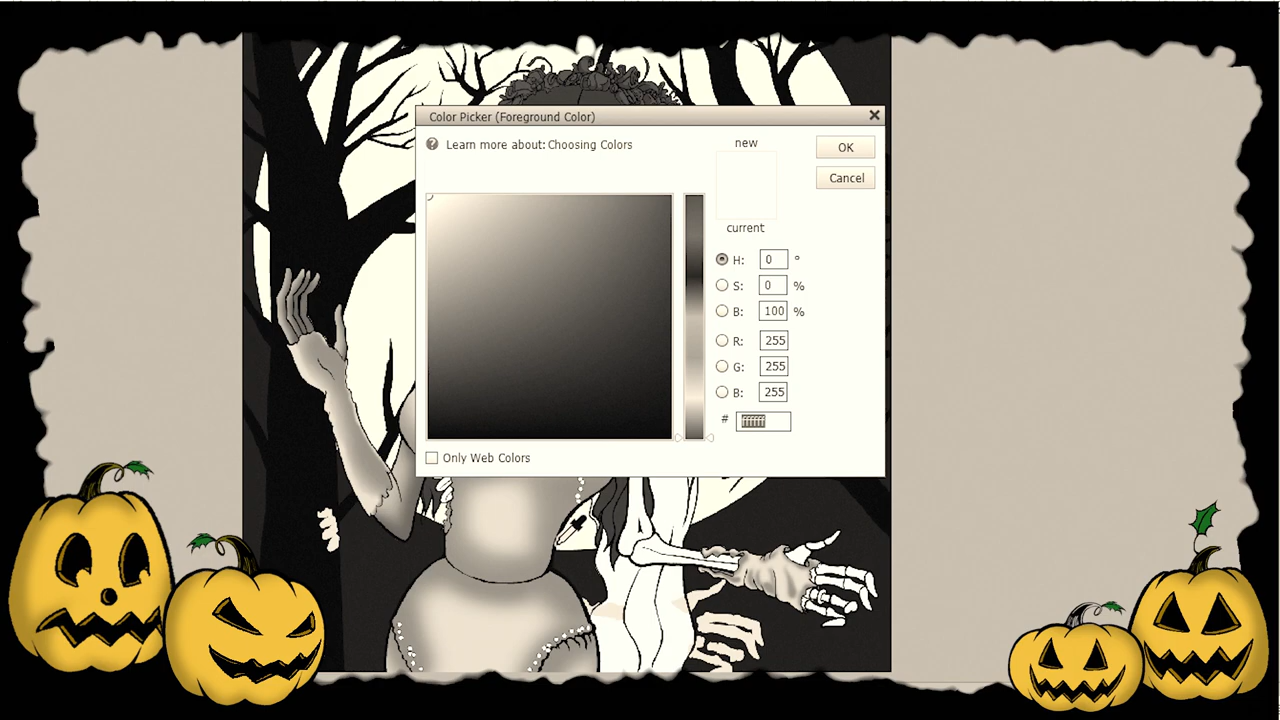 Color Picker (Foreground Color)
Learn more about: Choosing Colors
new
current
OK
Cancel
H: 0 °
S: 0 %
B: 100 %
R: 255
G: 255
B: 255
# ffffff
Only Web Colors